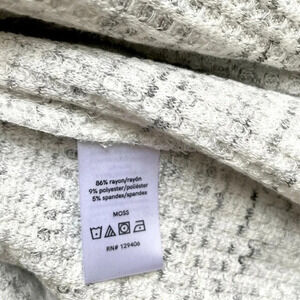 86% rayon/rayón
9% polyester/poliéster
5% spandex/spandex
MOSS
RN# 129406